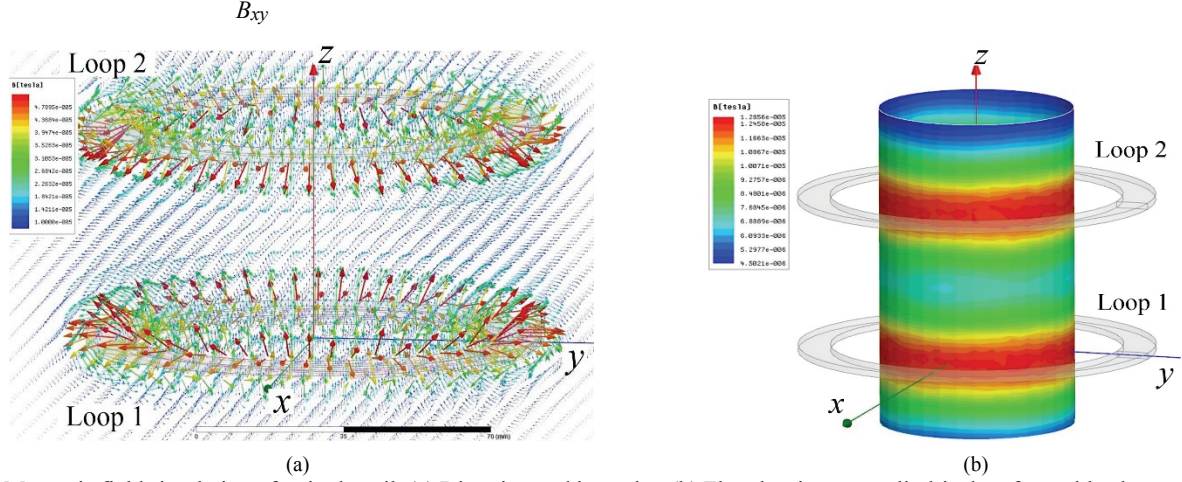 Bxy
Loop 2
z
B[tesla]
4.7895e-005
4.3684e-005
3.9474e-005
3.5263e-005
3.1053e-005
2.6842e-005
2.2632e-005
1.8421e-005
1.4211e-005
1.0000e-005
y
x
Loop 1
0
35
70 (mm)
(a)
z
B[tesla]
1.2856e-005
1.2458e-005
1.1663e-005
1.0867e-005
1.0071e-005
9.2757e-006
8.4801e-006
7.6845e-006
6.8889e-006
6.0933e-006
5.2977e-006
4.5021e-006
Loop 2
Loop 1
y
x
(b)